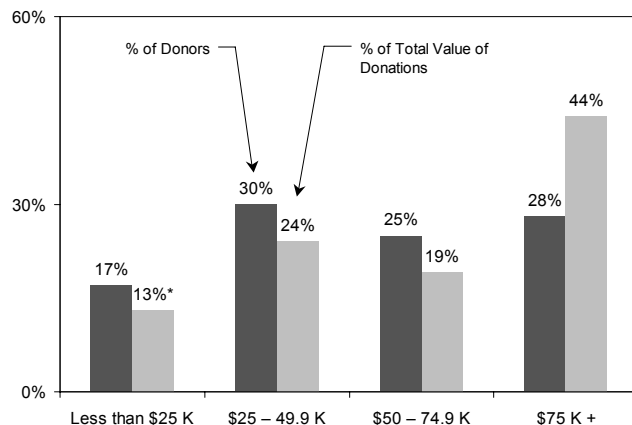 60%
% of Donors
% of Total Value of
Donations
44%
30%
30%
28%
24%
25%
19%
17%
13%*
0%
Less than $25 K
$25 – 49.9 K
$50 – 74.9 K
$75 K +